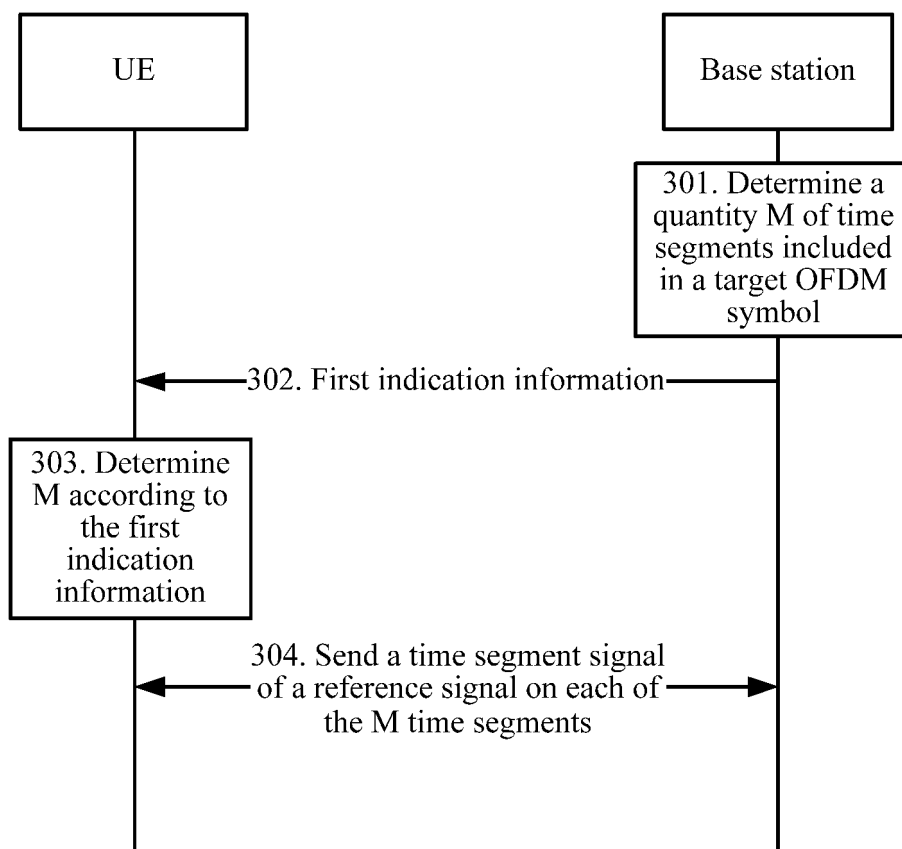 UE
Base station
301. Determine a
quantity M of time
segments included
in a target OFDM
symbol
302. First indication information
303. Determine
M according to
the first
indication
information
304. Send a time segment signal
of a reference signal on each of
the M time segments